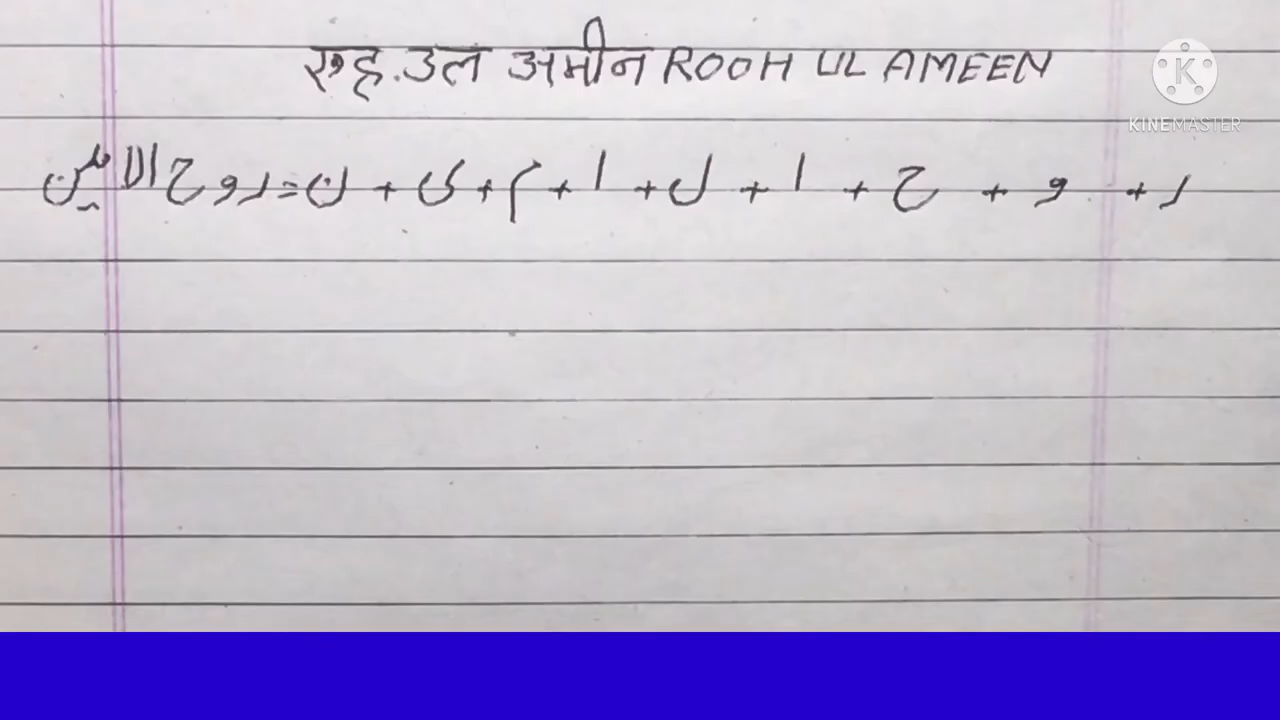 रुह.उल अमीन ROOH UL AMEEN
ر + و + ح + ا + ل + ا + م + ی + ن = روح الامین
KINEMASTER